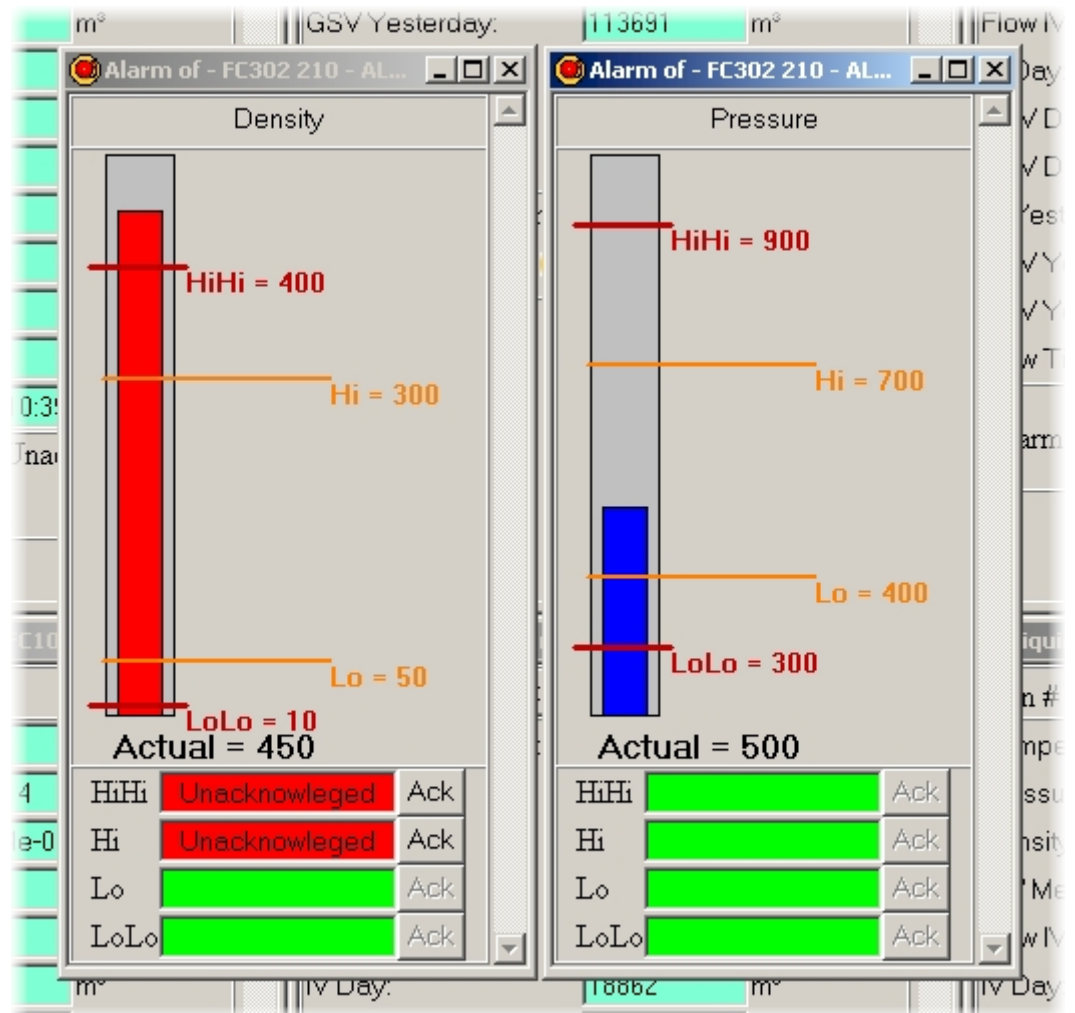 m³
GSV Yesterday:
113691
m³
Flow IV
Alarm of - FC302 210 - AL...
Alarm of - FC302 210 - AL...
Density
Pressure
HiHi = 400
Hi = 300
Lo = 50
LoLo = 10
Actual = 450
HiHi = 900
Hi = 700
Lo = 400
LoLo = 300
Actual = 500
HiHi Unacknowleged Ack
Hi Unacknowleged Ack
Lo Ack
LoLo Ack
HiHi Ack
Hi Ack
Lo Ack
LoLo Ack
m³
IV Day:
18862
m³
IV Day